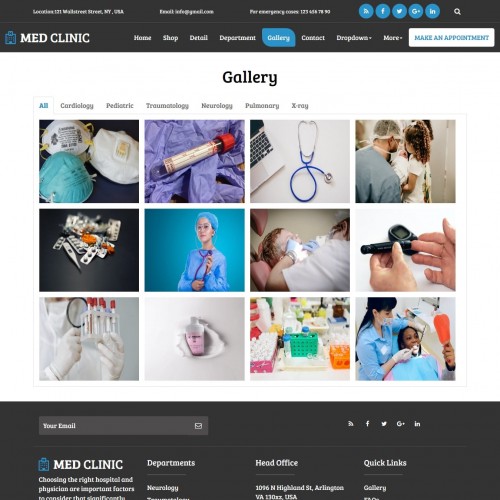 Location:121 Wallstreet Street, NY , USA
Email: info@gmail.com
For emergency cases: 123 456 78 90
MED CLINIC
Home Shop Detail Department Gallery Contact Dropdown More MAKE AN APPOINTMENT
Gallery
All Cardiology Pediatric Traumatology Neurology Pulmonary X-ray
Your Email
MED CLINIC
Choosing the right hospital and
physician are important factors
to consider that significantly
Departments
Neurology
Traumatology
Head Office
1096 N Highland St, Arlington
VA 130xz, USA
Quick Links
Gallery
FAQs